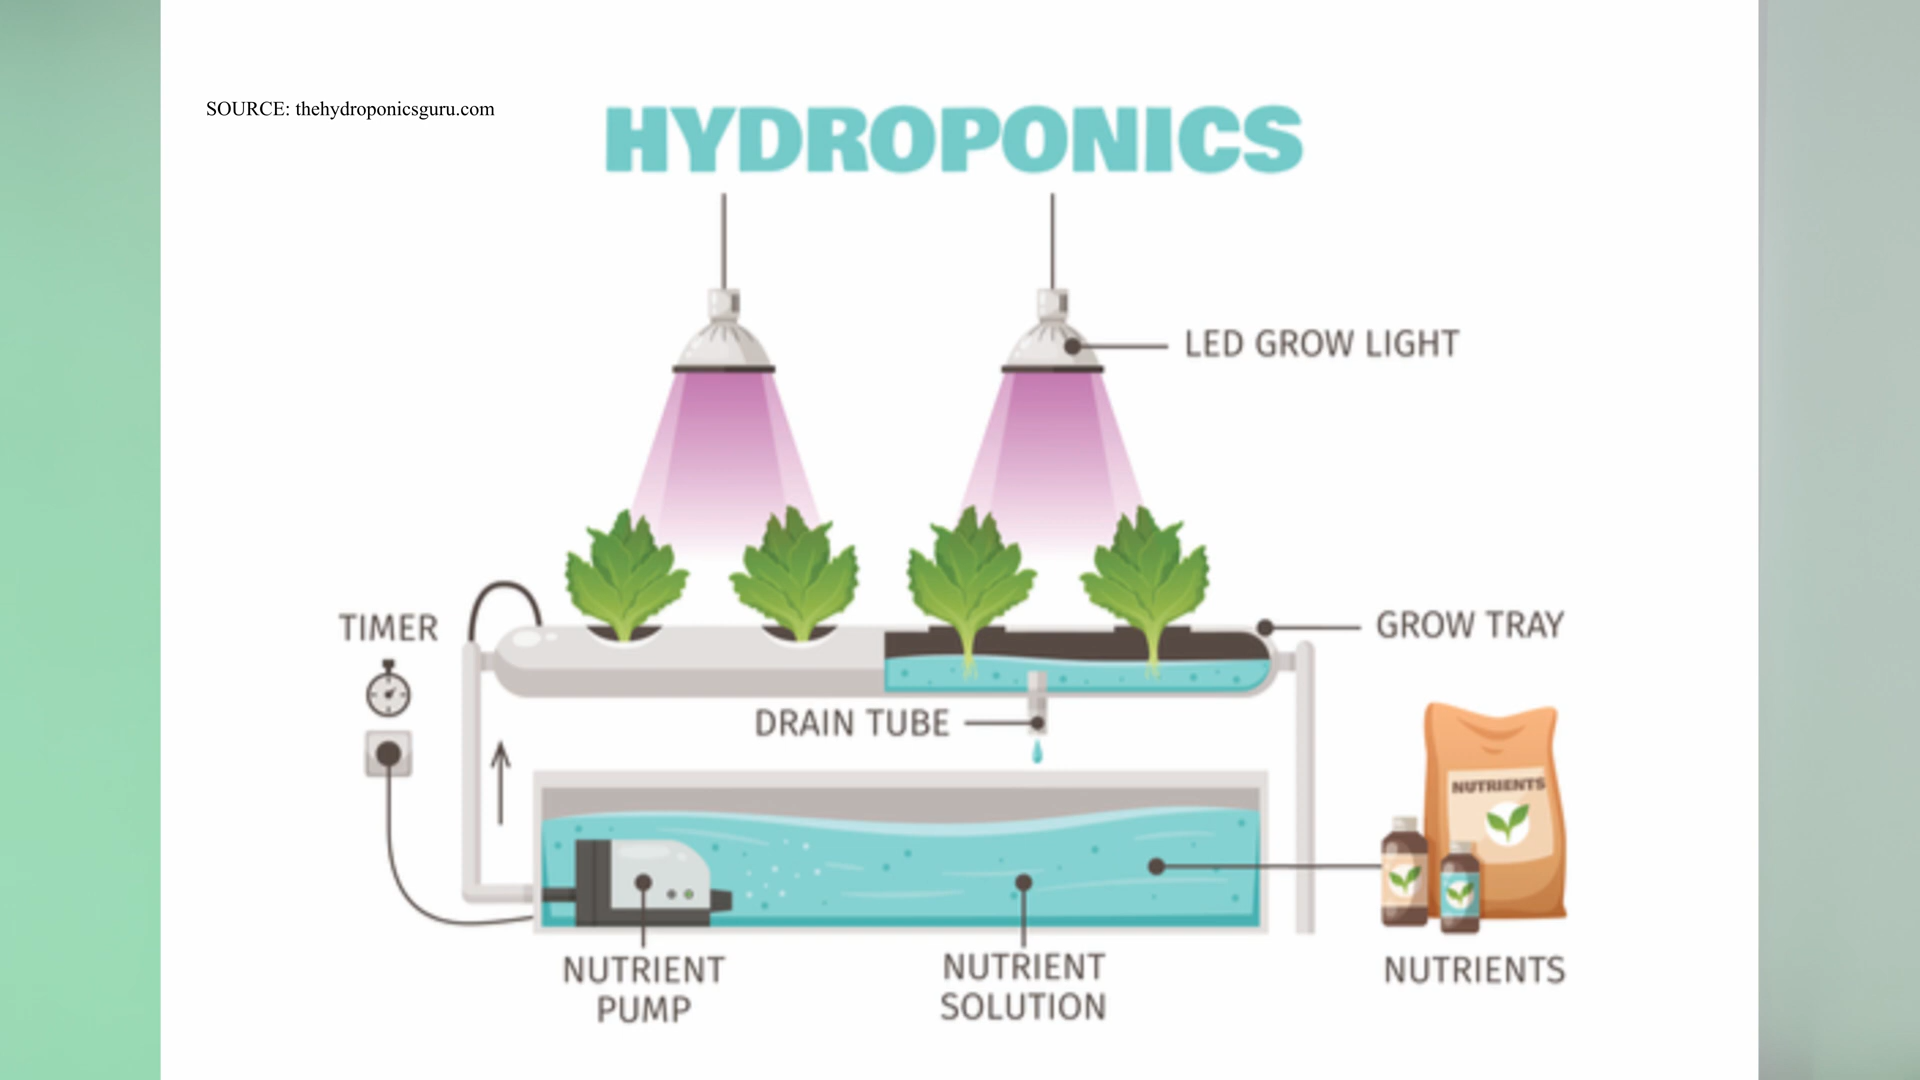 SOURCE: thehydroponicsguru.com
HYDROPONICS
LED GROW LIGHT
TIMER
GROW TRAY
DRAIN TUBE
NUTRIENTS
NUTRIENT
PUMP
NUTRIENT
SOLUTION
NUTRIENTS